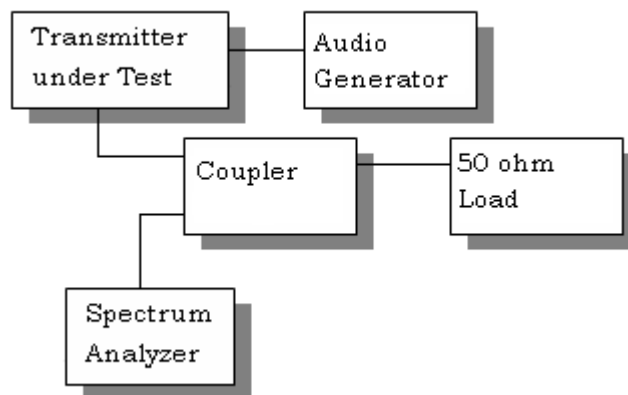 Transmitter
under Test
Audio
Generator
Coupler
50 ohm
Load
Spectrum
Analyzer